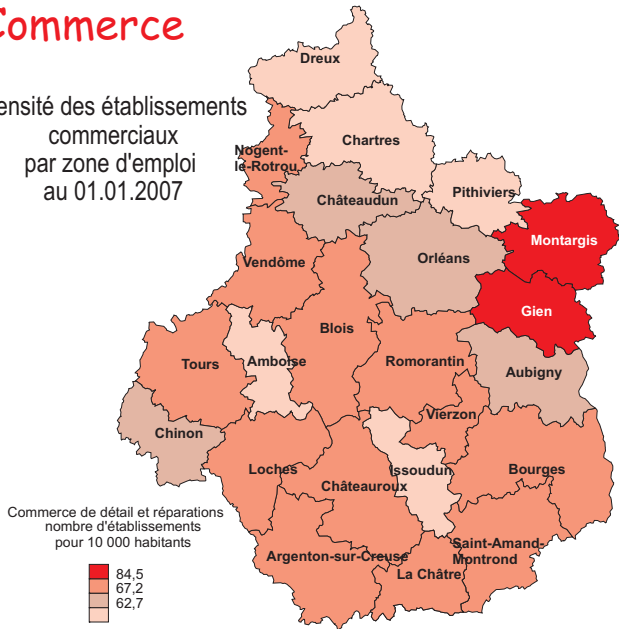 Commerce
ensité des établissements
commerciaux
par zone d'emploi
au 01.01.2007
Dreux
Chartres
Nogent-
le-Rotrou
Châteaudun
Pithiviers
Montargis
Orléans
Vendôme
Gien
Blois
Tours
Amboise
Romorantin
Aubigny
Vierzon
Chinon
Loches
Issoudun
Bourges
Châteauroux
Argenton-sur-Creuse
Saint-Amand-
Montrond
La Châtre
Commerce de détail et réparations
nombre d'établissements
pour 10 000 habitants
84,5
67,2
62,7